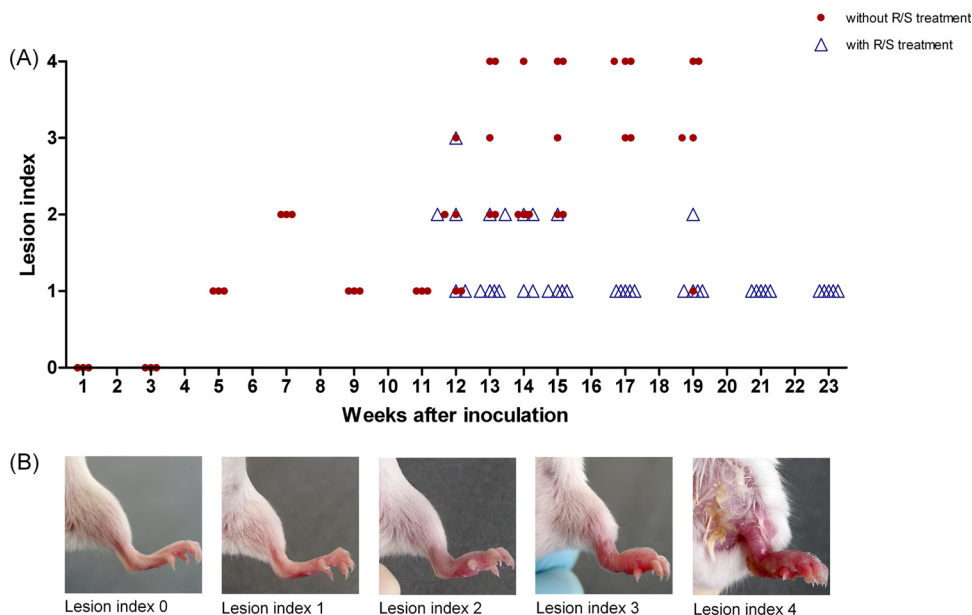 without R/S treatment
with R/S treatment
(A)
4
3
2
1
0
Lesion index
1 2 3 4 5 6 7 8 9 10 11 12 13 14 15 16 17 18 19 20 21 22 23
Weeks after inoculation
(B)
Lesion index 0 Lesion index 1 Lesion index 2 Lesion index 3 Lesion index 4